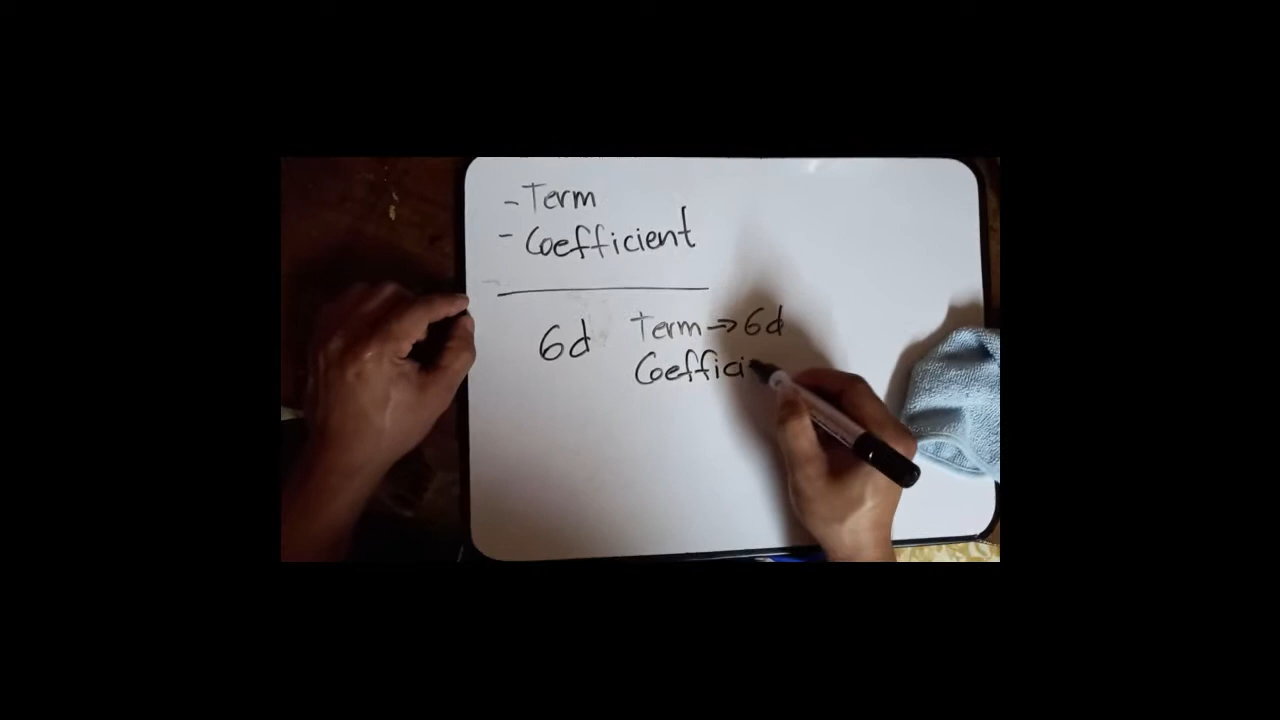 - Term
- Coefficient
6d Term → 6d
Coeffici